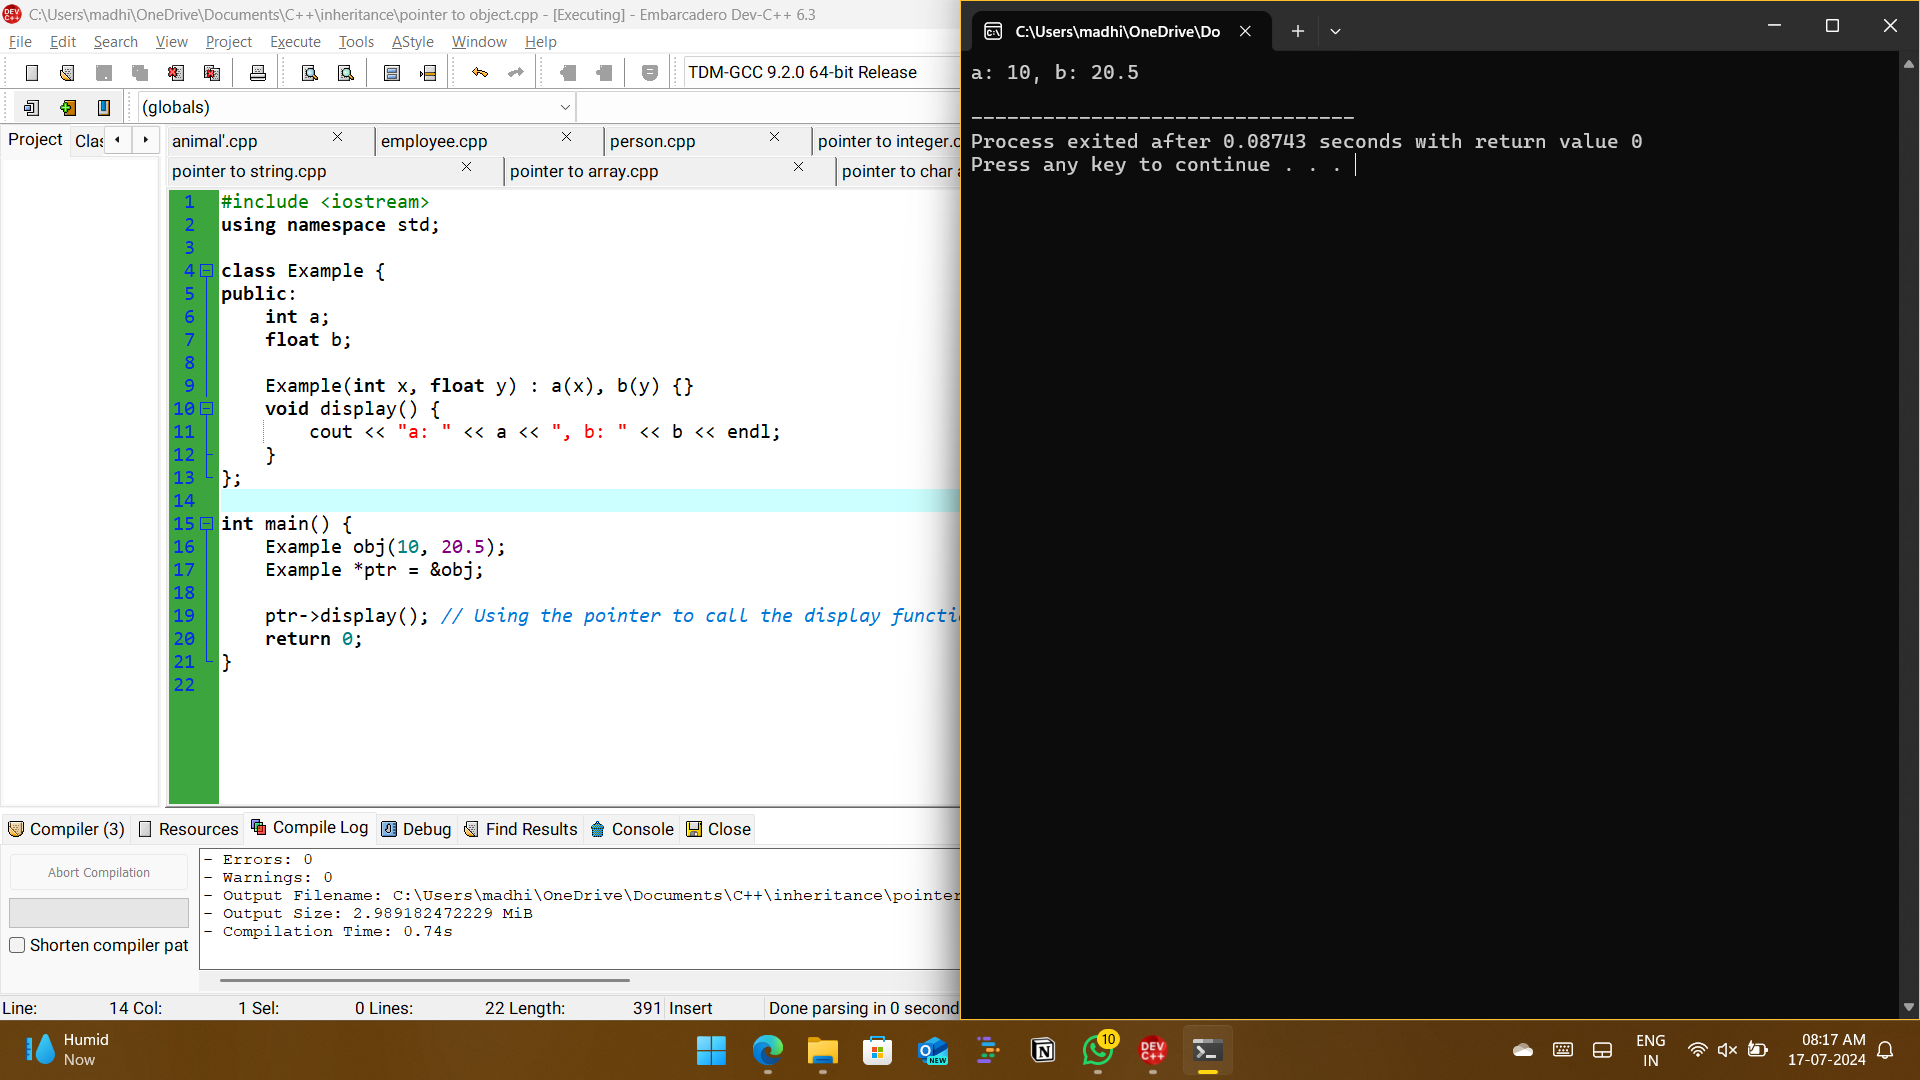 C:\Users\madhi\OneDrive\Documents\C++\inheritance\pointer to object.cpp - [Executing] - Embarcadero Dev-C++ 6.3
File Edit Search View Project Execute Tools AStyle Window Help
TDM-GCC 9.2.0 64-bit Release
(globals)
Project Clas
animal'.cpp employee.cpp person.cpp pointer to integer.c
pointer to string.cpp pointer to array.cpp pointer to char a
1 #include <iostream>
2 using namespace std;
3
4 class Example {
5 public:
6     int a;
7     float b;
8
9     Example(int x, float y) : a(x), b(y) {}
10     void display() {
11         cout << "a: " << a << ", b: " << b << endl;
12     }
13 };
14
15 int main() {
16     Example obj(10, 20.5);
17     Example *ptr = &obj;
18
19     ptr->display(); // Using the pointer to call the display functi
20     return 0;
21 }
22
Compiler (3) Resources Compile Log Debug Find Results Console Close
Abort Compilation
Shorten compiler pat
- Errors: 0
- Warnings: 0
- Output Filename: C:\Users\madhi\OneDrive\Documents\C++\inheritance\pointer
- Output Size: 2.989182472229 MiB
- Compilation Time: 0.74s
Line: 14 Col: 1 Sel: 0 Lines: 22 Length: 391 Insert Done parsing in 0 second
C:\Users\madhi\OneDrive\Do
a: 10, b: 20.5
--------------------------------
Process exited after 0.08743 seconds with return value 0
Press any key to continue . . .
Humid
Now
NEW
10
DEV
C++
ENG
IN
08:17 AM
17-07-2024